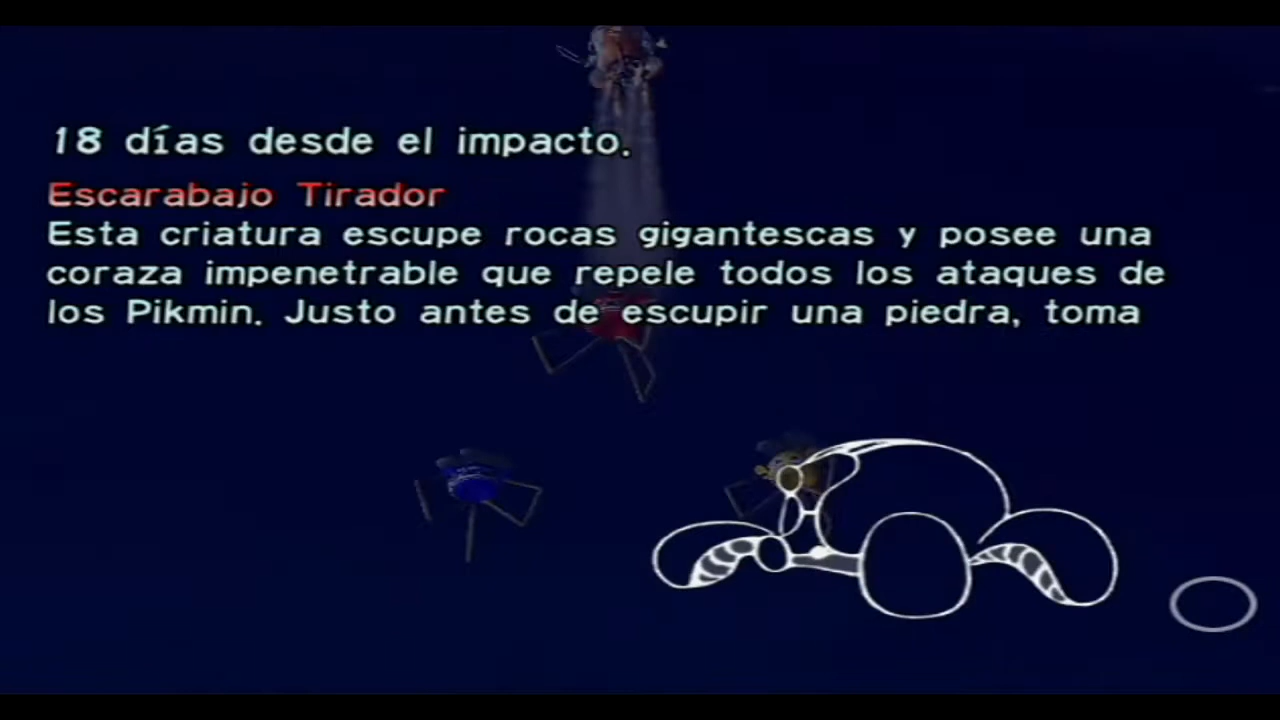 18 días desde el impacto.
Escarabajo Tirador
Esta criatura escupe rocas gigantescas y posee una
coraza impenetrable que repele todos los ataques de
los Pikmin. Justo antes de escupir una piedra, toma